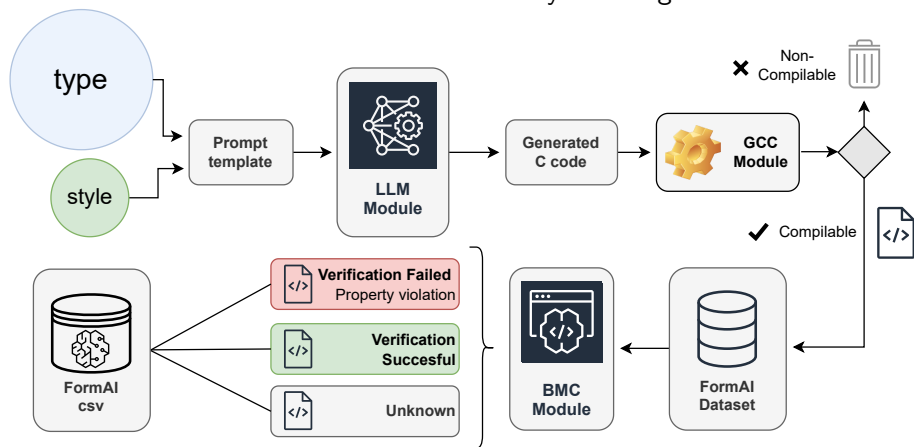 type
style
Prompt
template
LLM
Module
Generated
C code
GCC
Module
Non-
Compilable
Compilable
</>
FormAI
Dataset
BMC
Module
</>
</>
Verification Failed
Property violation
</>
Verification
Succesful
</>
Unknown
FormAI
csv